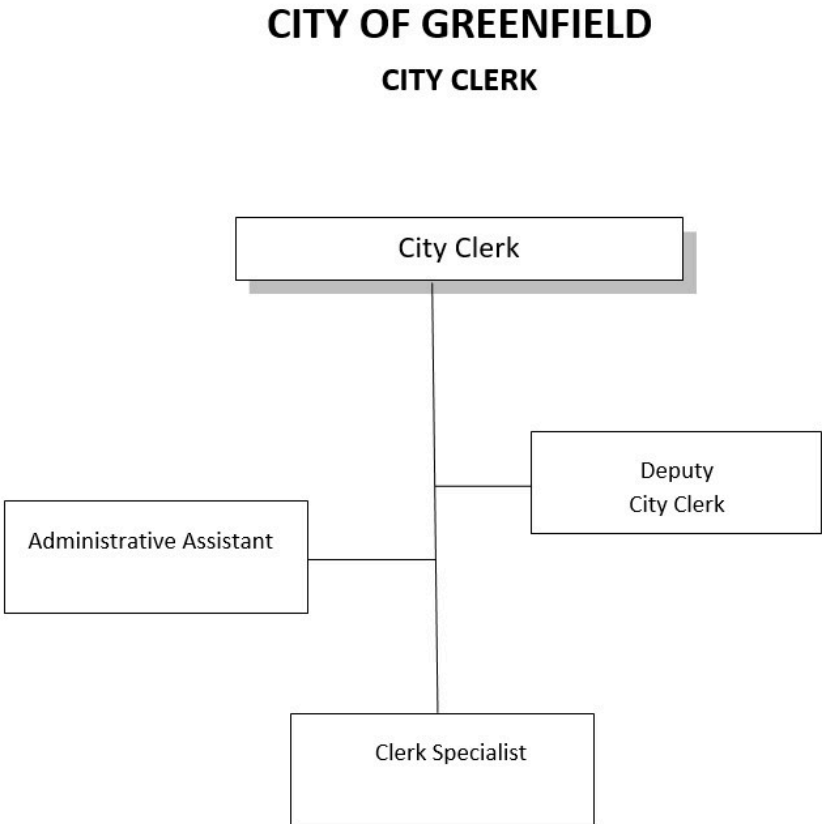 CITY OF GREENFIELD
CITY CLERK
City Clerk
Deputy
City Clerk
Administrative Assistant
Clerk Specialist